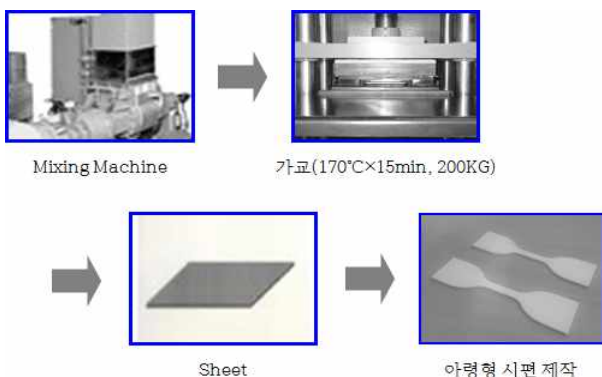 Mixing Machine
가교(170℃×15min, 200KG)
Sheet
아령형 시편 제작